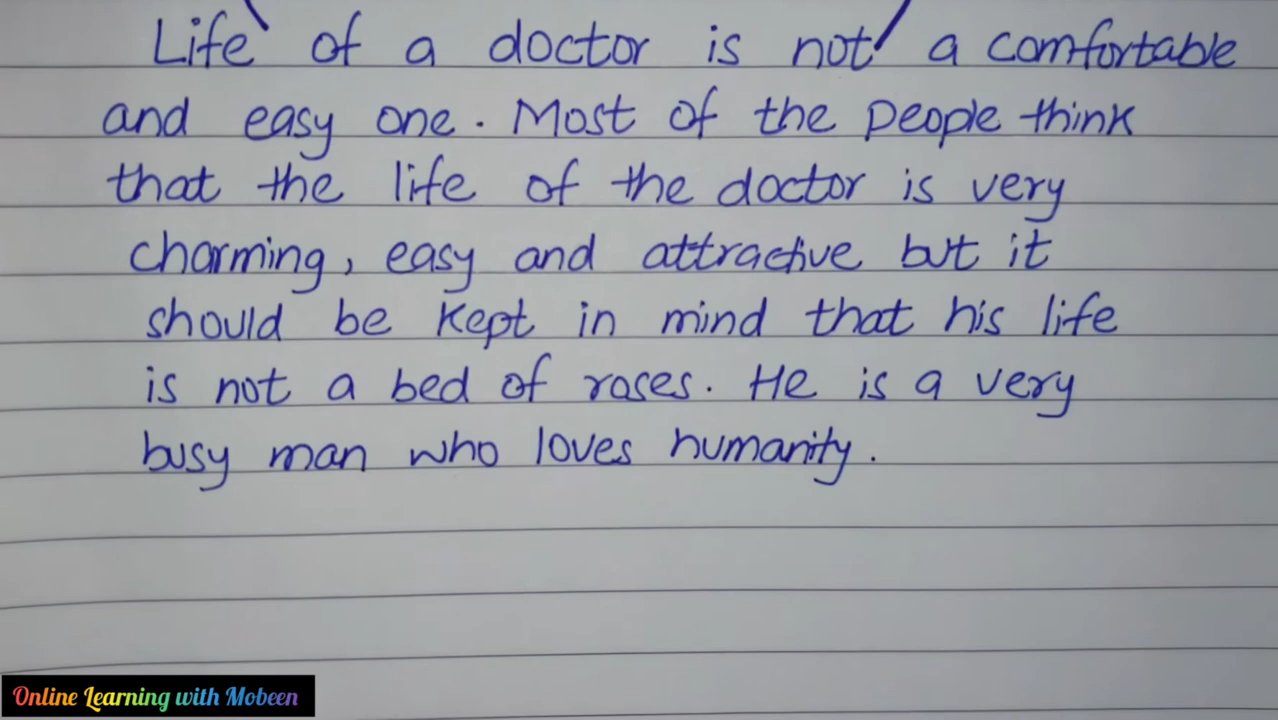 Life of a doctor is not a comfortable
and easy one. Most of the people think
that the life of the doctor is very
charming, easy and attractive but it
should be kept in mind that his life
is not a bed of roses. He is a very
busy man who loves humanity.
Online Learning with Mobeen